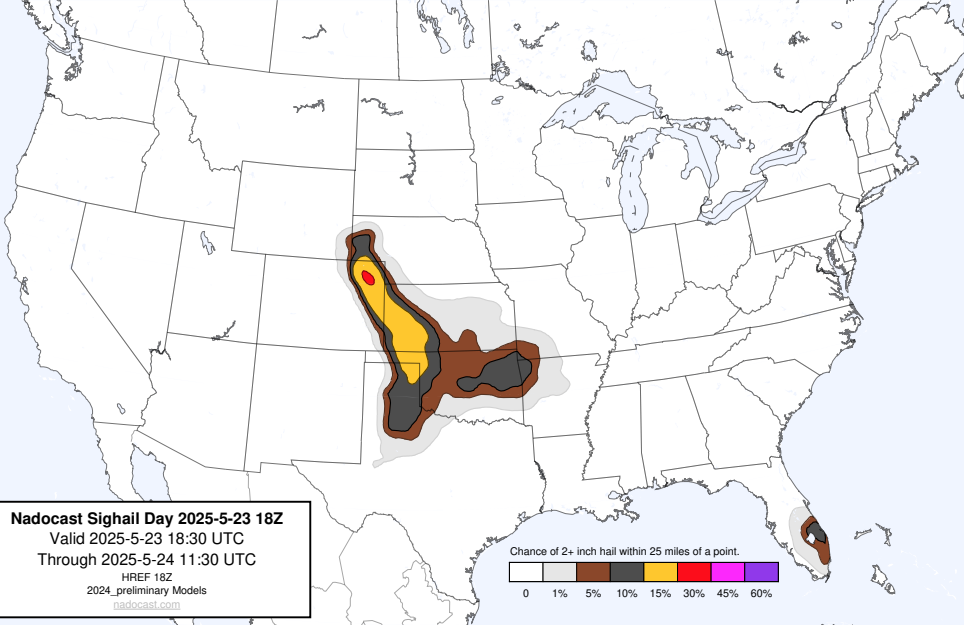 Nadocast Sighail Day 2025-5-23 18Z
Valid 2025-5-23 18:30 UTC
Through 2025-5-24 11:30 UTC
HREF 18Z
2024_preliminary Models
nadocast.com
Chance of 2+ inch hail within 25 miles of a point.
0 1% 5% 10% 15% 30% 45% 60%